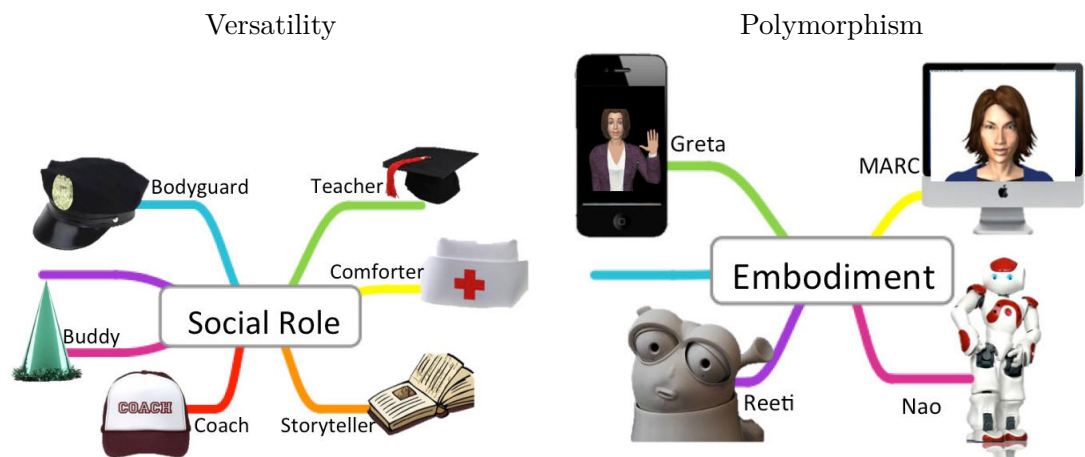 Versatility
Bodyguard
Teacher
Comforter
Social Role
Buddy
COACH
Coach
Storyteller
Polymorphism
Greta
MARC
Embodiment
Reeti
Nao